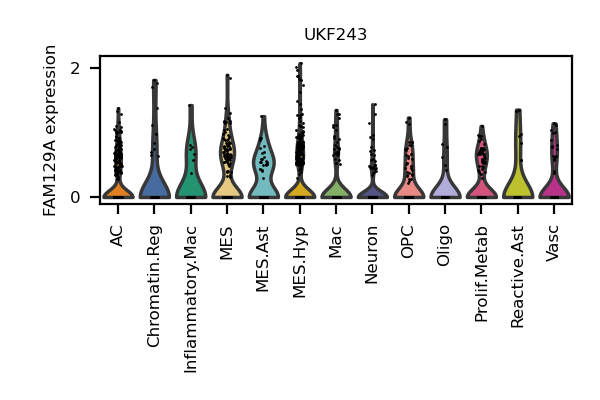 UKF243
FAM129A expression
2
0
AC
Chromatin.Reg
Inflammatory.Mac
MES
MES.Ast
MES.Hyp
Mac
Neuron
OPC
Oligo
Prolif.Metab
Reactive.Ast
Vasc